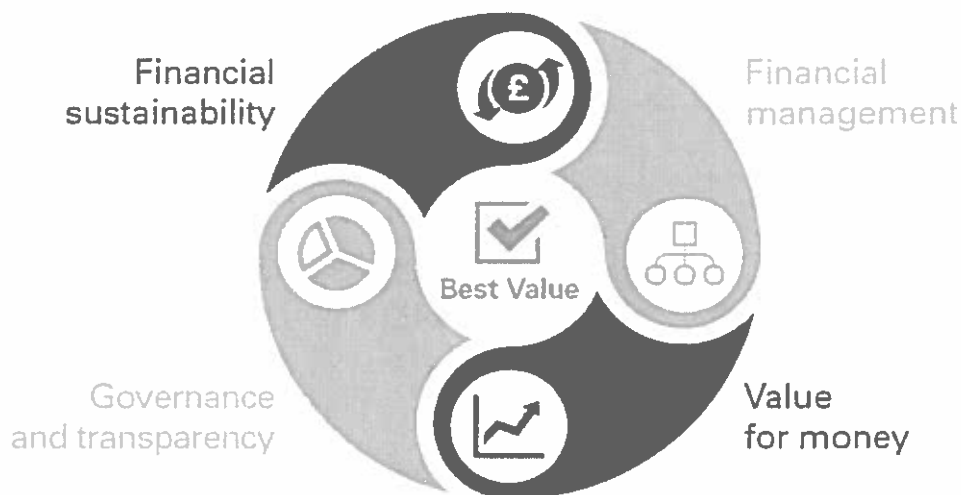 Financial
sustainability
£
Financial
management
Best Value
Governance
and transparency
Value
for money